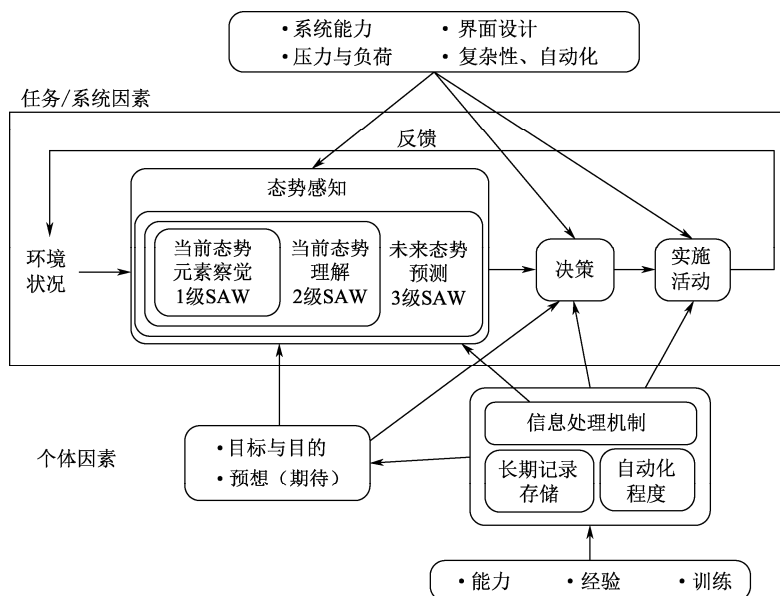 · 系统能力 · 界面设计
· 压力与负荷 · 复杂性、自动化
任务/系统因素
反馈
态势感知
环境
状况
当前态势
元素察觉
1级SAW
当前态势
理解
2级SAW
未来态势
预测
3级SAW
决策
实施
活动
个体因素
· 目标与目的
· 预想（期待）
信息处理机制
长期记录
存储
自动化
程度
· 能力 · 经验 · 训练